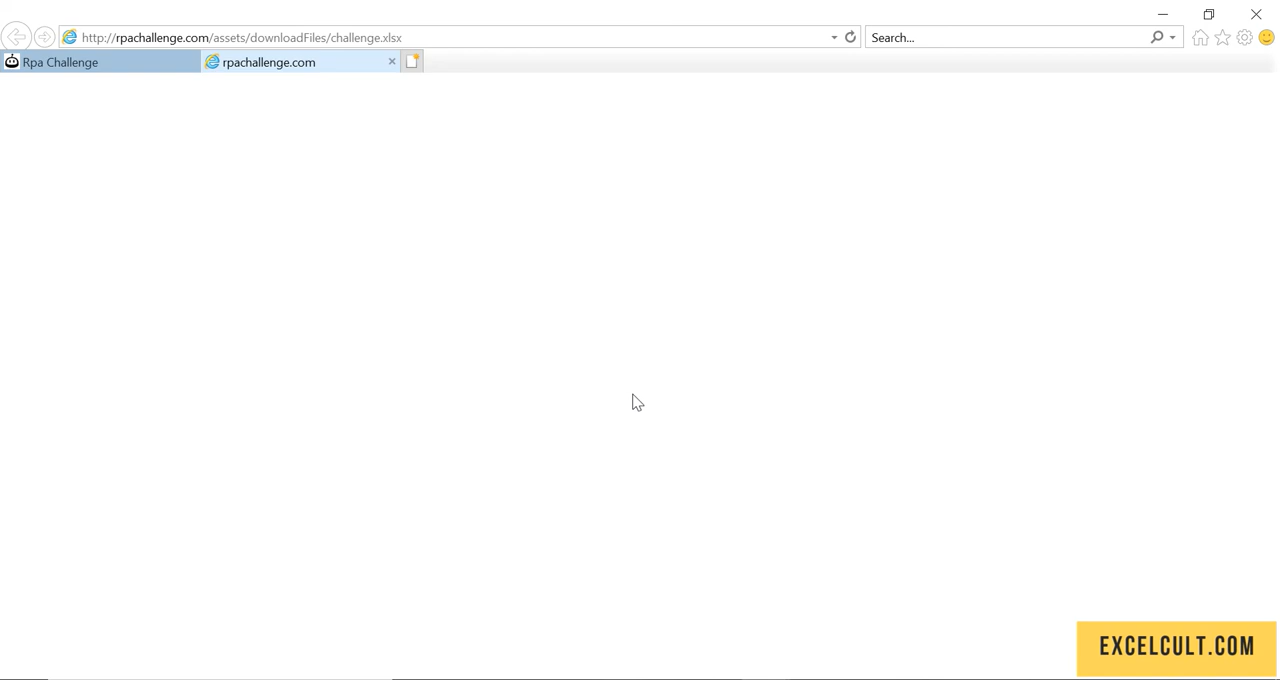 http://rpachallenge.com/assets/downloadFiles/challenge.xlsx
Search...
Rpa Challenge
rpachallenge.com
EXCELCULT.COM